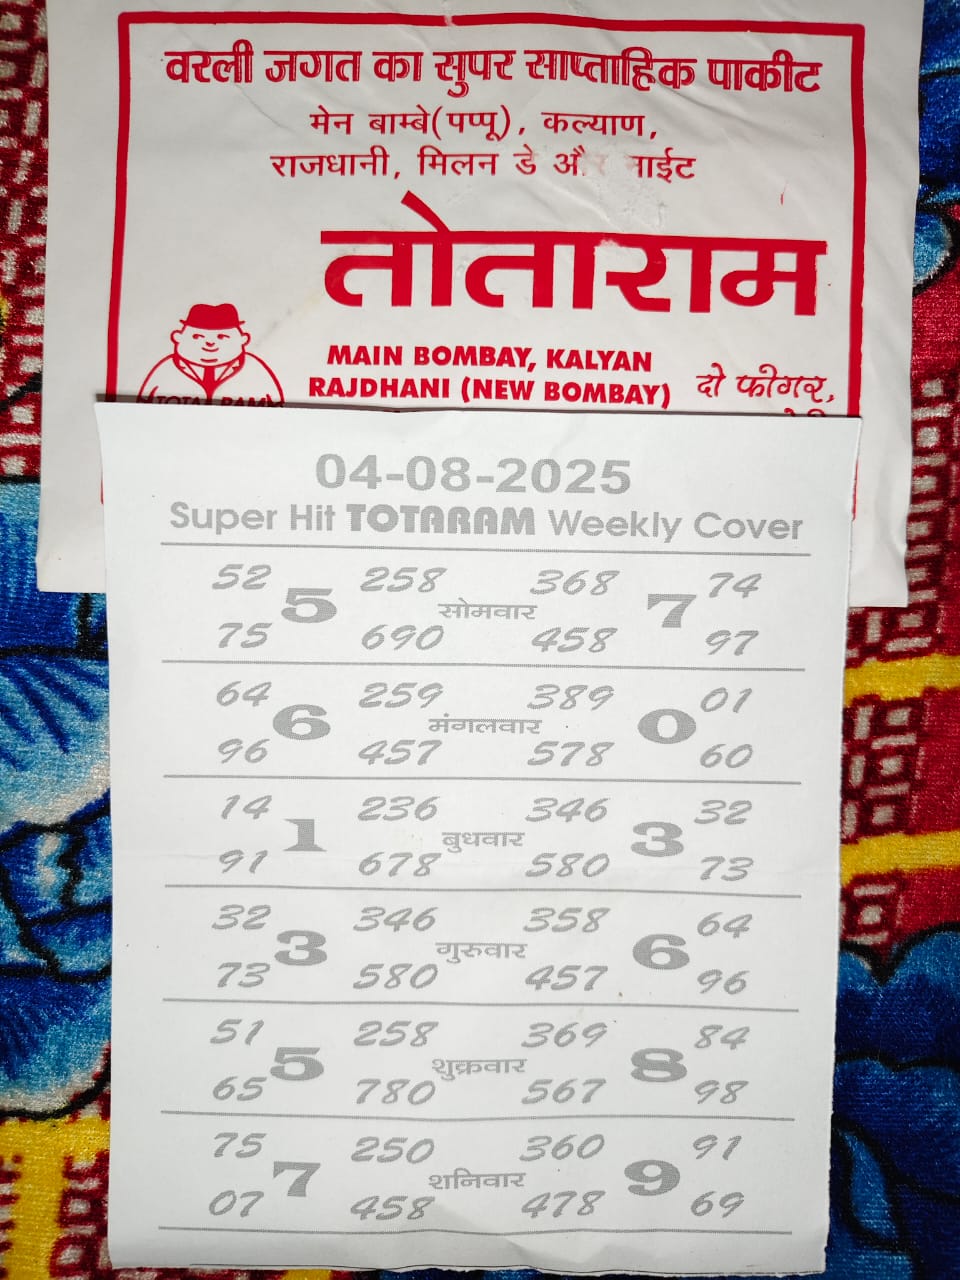 वरली जगत का सुपर साप्ताहिक पाकीट
मेन बाम्बे(पप्पू), कल्याण,
राजधानी, मिलन डे और नाईट
तोताराम
MAIN BOMBAY, KALYAN
RAJDHANI (NEW BOMBAY)
दो फीगर,
TOTA RAM
04-08-2025
Super Hit TOTARAM Weekly Cover
52 258 368 74
5 सोमवार 7
75 690 458 97
64 259 389 01
6 मंगलवार 0
96 457 578 60
14 236 346 32
1 बुधवार 3
91 678 580 73
32 346 358 64
3 गुरुवार 6
73 580 457 96
51 258 369 84
5 शुक्रवार 8
65 780 567 98
75 250 360 91
7 शनिवार 9
07 458 478 69